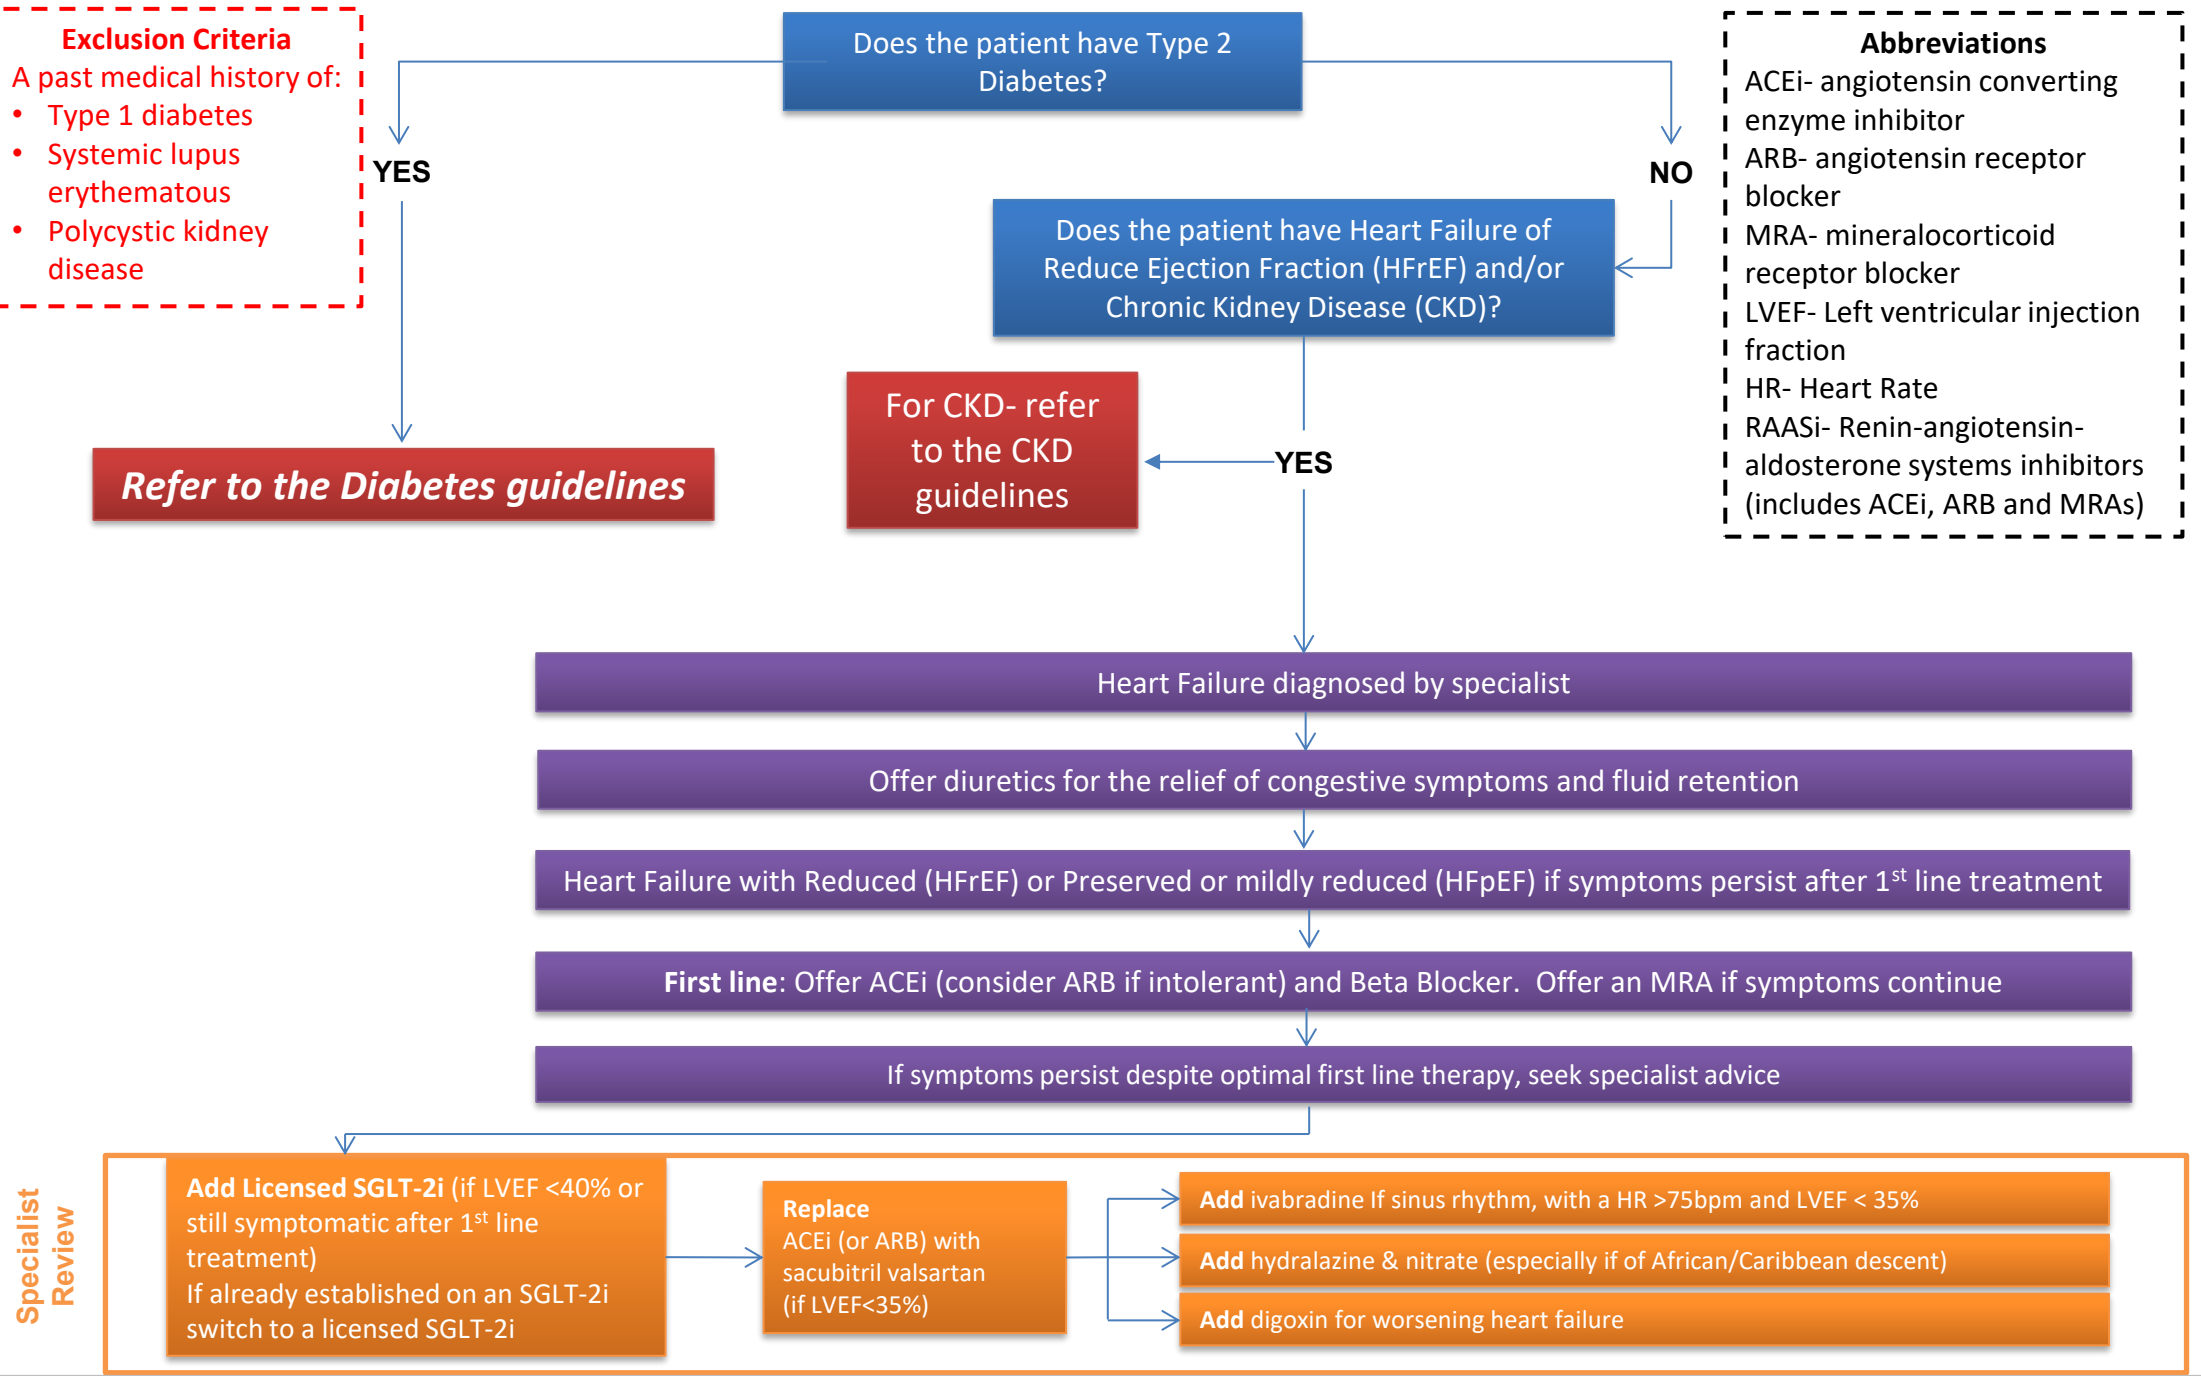 Exclusion Criteria
A past medical history of:
• Type 1 diabetes
• Systemic lupus
erythematous
• Polycystic kidney
disease
Does the patient have Type 2
Diabetes?
Abbreviations
ACEi- angiotensin converting
enzyme inhibitor
ARB- angiotensin receptor
blocker
MRA- mineralocorticoid
receptor blocker
LVEF- Left ventricular injection
fraction
HR- Heart Rate
RAASi- Renin-angiotensin-
aldosterone systems inhibitors
(includes ACEi, ARB and MRAs)
YES
NO
Does the patient have Heart Failure of
Reduce Ejection Fraction (HFrEF) and/or
Chronic Kidney Disease (CKD)?
Refer to the Diabetes guidelines
For CKD- refer
to the CKD
guidelines
YES
Heart Failure diagnosed by specialist
Offer diuretics for the relief of congestive symptoms and fluid retention
Heart Failure with Reduced (HFrEF) or Preserved or mildly reduced (HFpEF) if symptoms persist after 1st line treatment
First line: Offer ACEi (consider ARB if intolerant) and Beta Blocker. Offer an MRA if symptoms continue
If symptoms persist despite optimal first line therapy, seek specialist advice
Specialist
Review
Add Licensed SGLT-2i (if LVEF <40% or
still symptomatic after 1st line
treatment)
If already established on an SGLT-2i
switch to a licensed SGLT-2i
Replace
ACEi (or ARB) with
sacubitril valsartan
(if LVEF<35%)
Add ivabradine If sinus rhythm, with a HR >75bpm and LVEF < 35%
Add hydralazine & nitrate (especially if of African/Caribbean descent)
Add digoxin for worsening heart failure